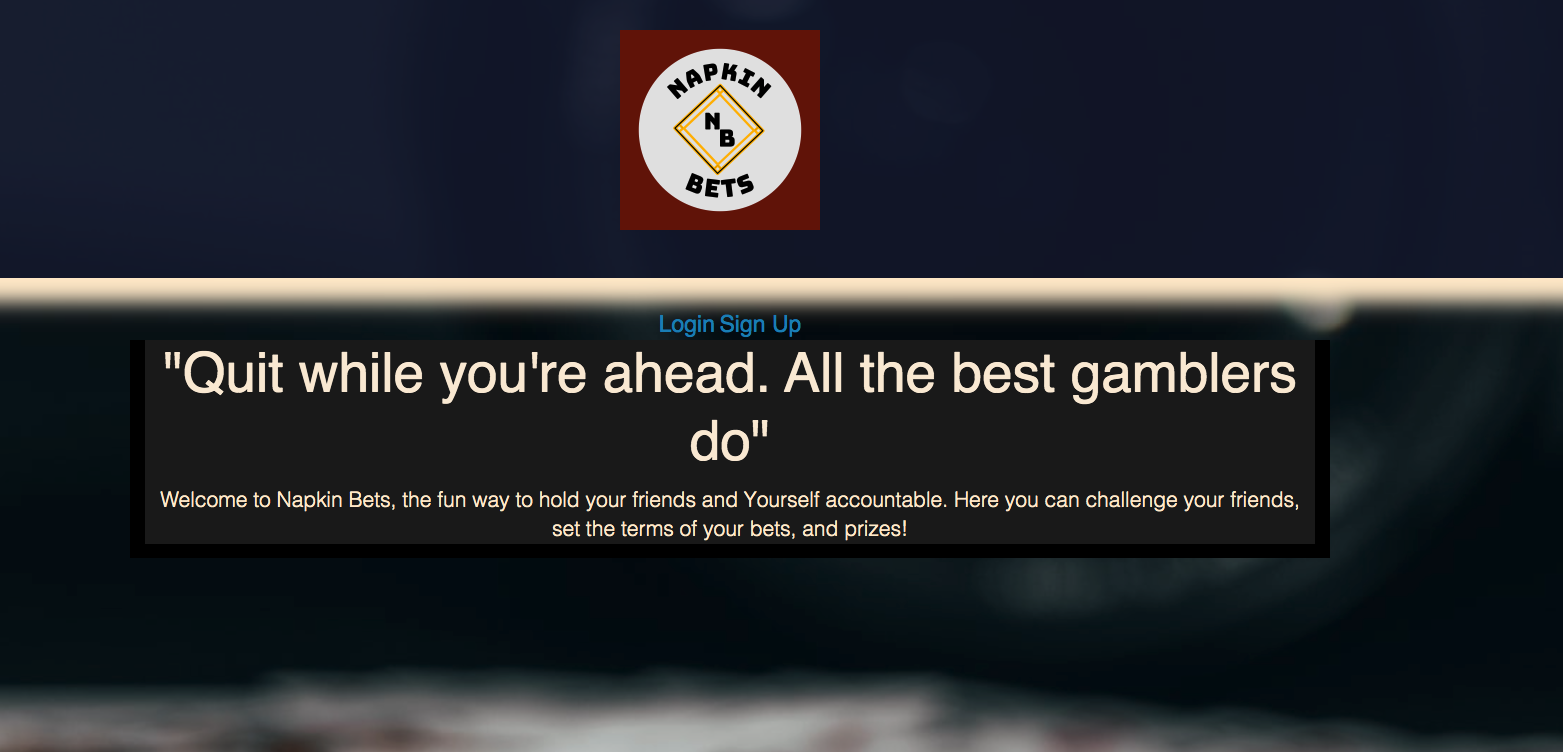 NAPKIN
N
B
BETS
Login Sign Up
"Quit while you're ahead. All the best gamblers
do"
Welcome to Napkin Bets, the fun way to hold your friends and Yourself accountable. Here you can challenge your friends,
set the terms of your bets, and prizes!